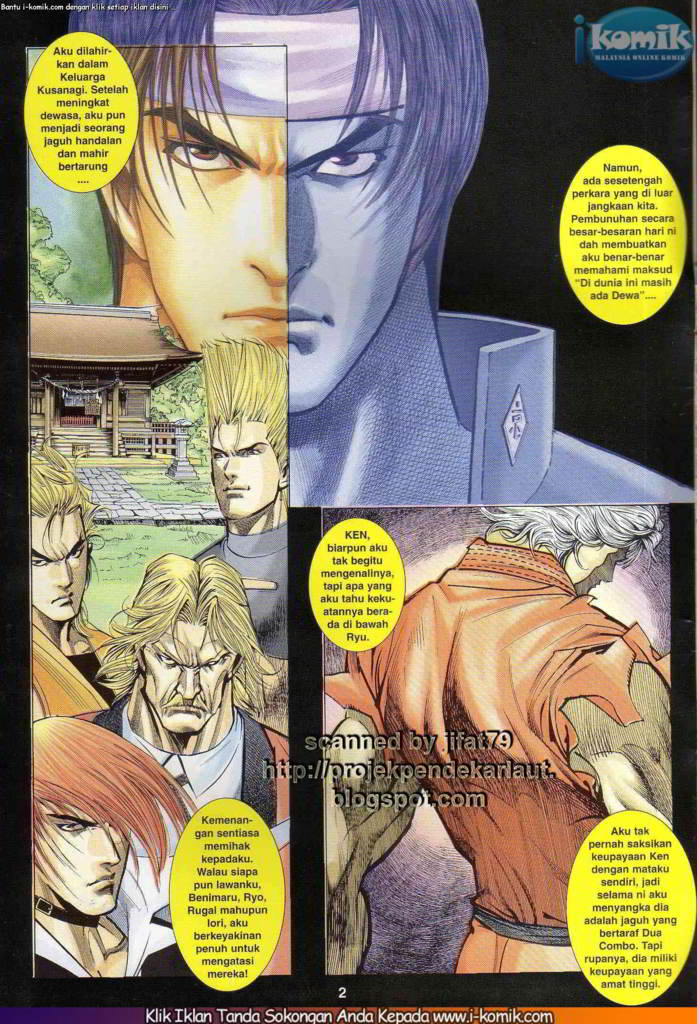 Bantu i-komik.com dengan klik setiap iklan disini ...
i komik
MALAYSIA ONLINE KOMIK
Aku dilahir-
kan dalam
Keluarga
Kusanagi. Setelah
meningkat
dewasa, aku pun
menjadi seorang
jaguh handalan
dan mahir
bertarung
....
Namun,
ada sesetengah
perkara yang di luar
jangkaan kita.
Pembunuhan secara
besar-besaran hari ni
dah membuatkan
aku benar-benar
memahami maksud
“Di dunia ini masih
ada Dewa”....
KEN,
biarpun aku
tak begitu
mengenalinya,
tapi apa yang
aku tahu keku-
atannya bera-
da di bawah
Ryu.
scanned by jifat79
http://projekpendekarlaut.
blogspot.com
Kemenan-
gan sentiasa
memihak
kepadaku.
Walau siapa
pun lawanku,
Benimaru, Ryo,
Rugal mahupun
Iori, aku
berkeyakinan
penuh untuk
mengatasi
mereka!
Aku tak
pernah saksikan
keupayaan Ken
dengan mataku
sendiri, jadi
selama ni aku
menyangka dia
adalah jaguh yang
bertaraf Dua
Combo. Tapi
rupanya, dia miliki
keupayaan yang
amat tinggi.
2
Klik Iklan Tanda Sokongan Anda Kepada www.i-komik.com